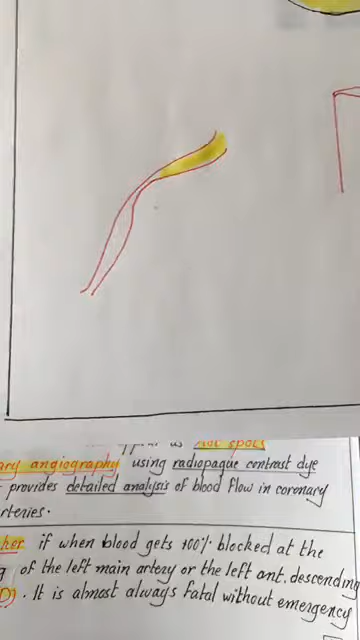 hot spots
ary angiography using radiopaque contrast dye
provides detailed analysis of blood flow in coronary
rteries.
ker if when blood gets 100% blocked at the
g of the left main artery or the left ant. descending
D). It is almost always fatal without emergency